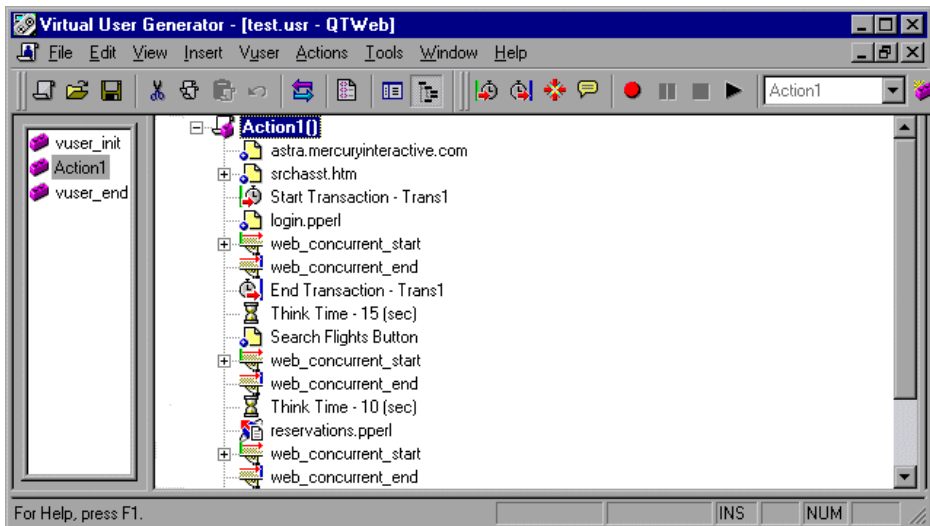 Virtual User Generator - [test.usr - QTWeb]
File Edit View Insert Vuser Actions Tools Window Help
Action1
vuser_init
Action1
vuser_end
Action1()
astra.mercuryinteractive.com
srchasst.htm
Start Transaction - Trans1
login.pperl
web_concurrent_start
web_concurrent_end
End Transaction - Trans1
Think Time - 15 (sec)
Search Flights Button
web_concurrent_start
web_concurrent_end
Think Time - 10 (sec)
reservations.pperl
web_concurrent_start
web_concurrent_end
For Help, press F1.
INS
NUM